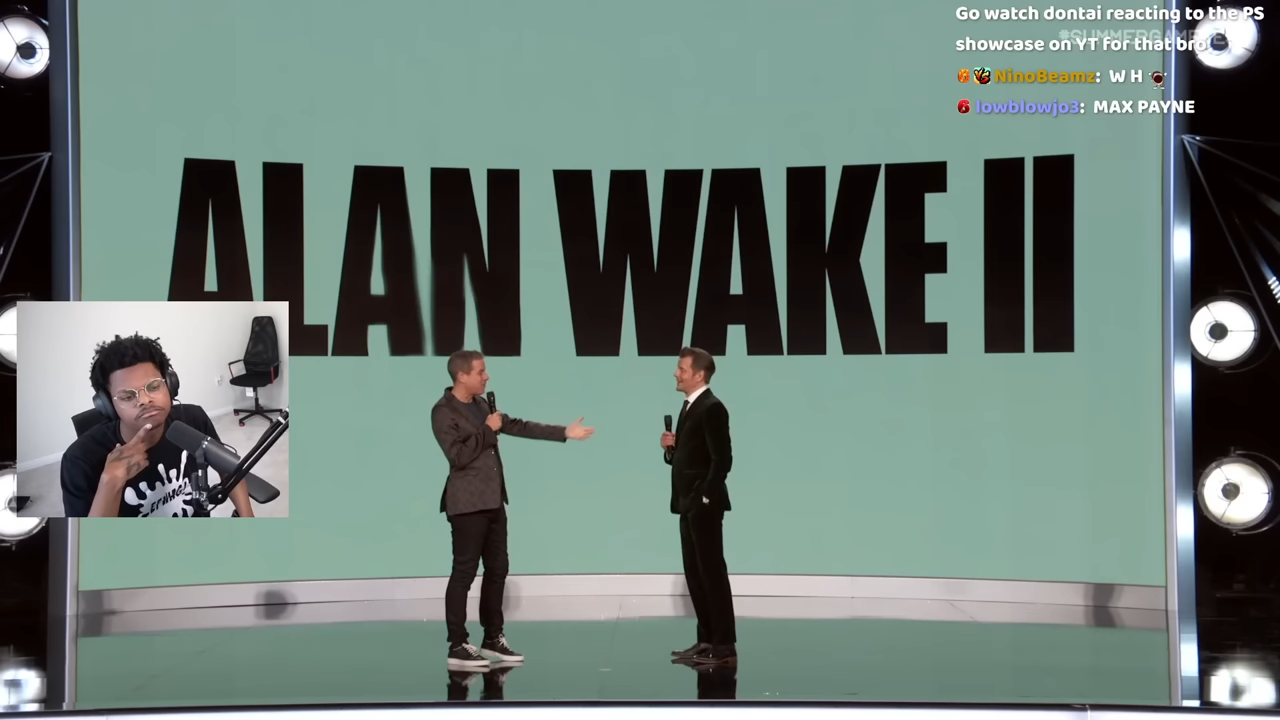 Go watch dontai reacting to the PS
showcase on YT for that bro
#SUMMERGAME
NinoBeamz: W H
lowblowjo3: MAX PAYNE
ALAN WAKE II